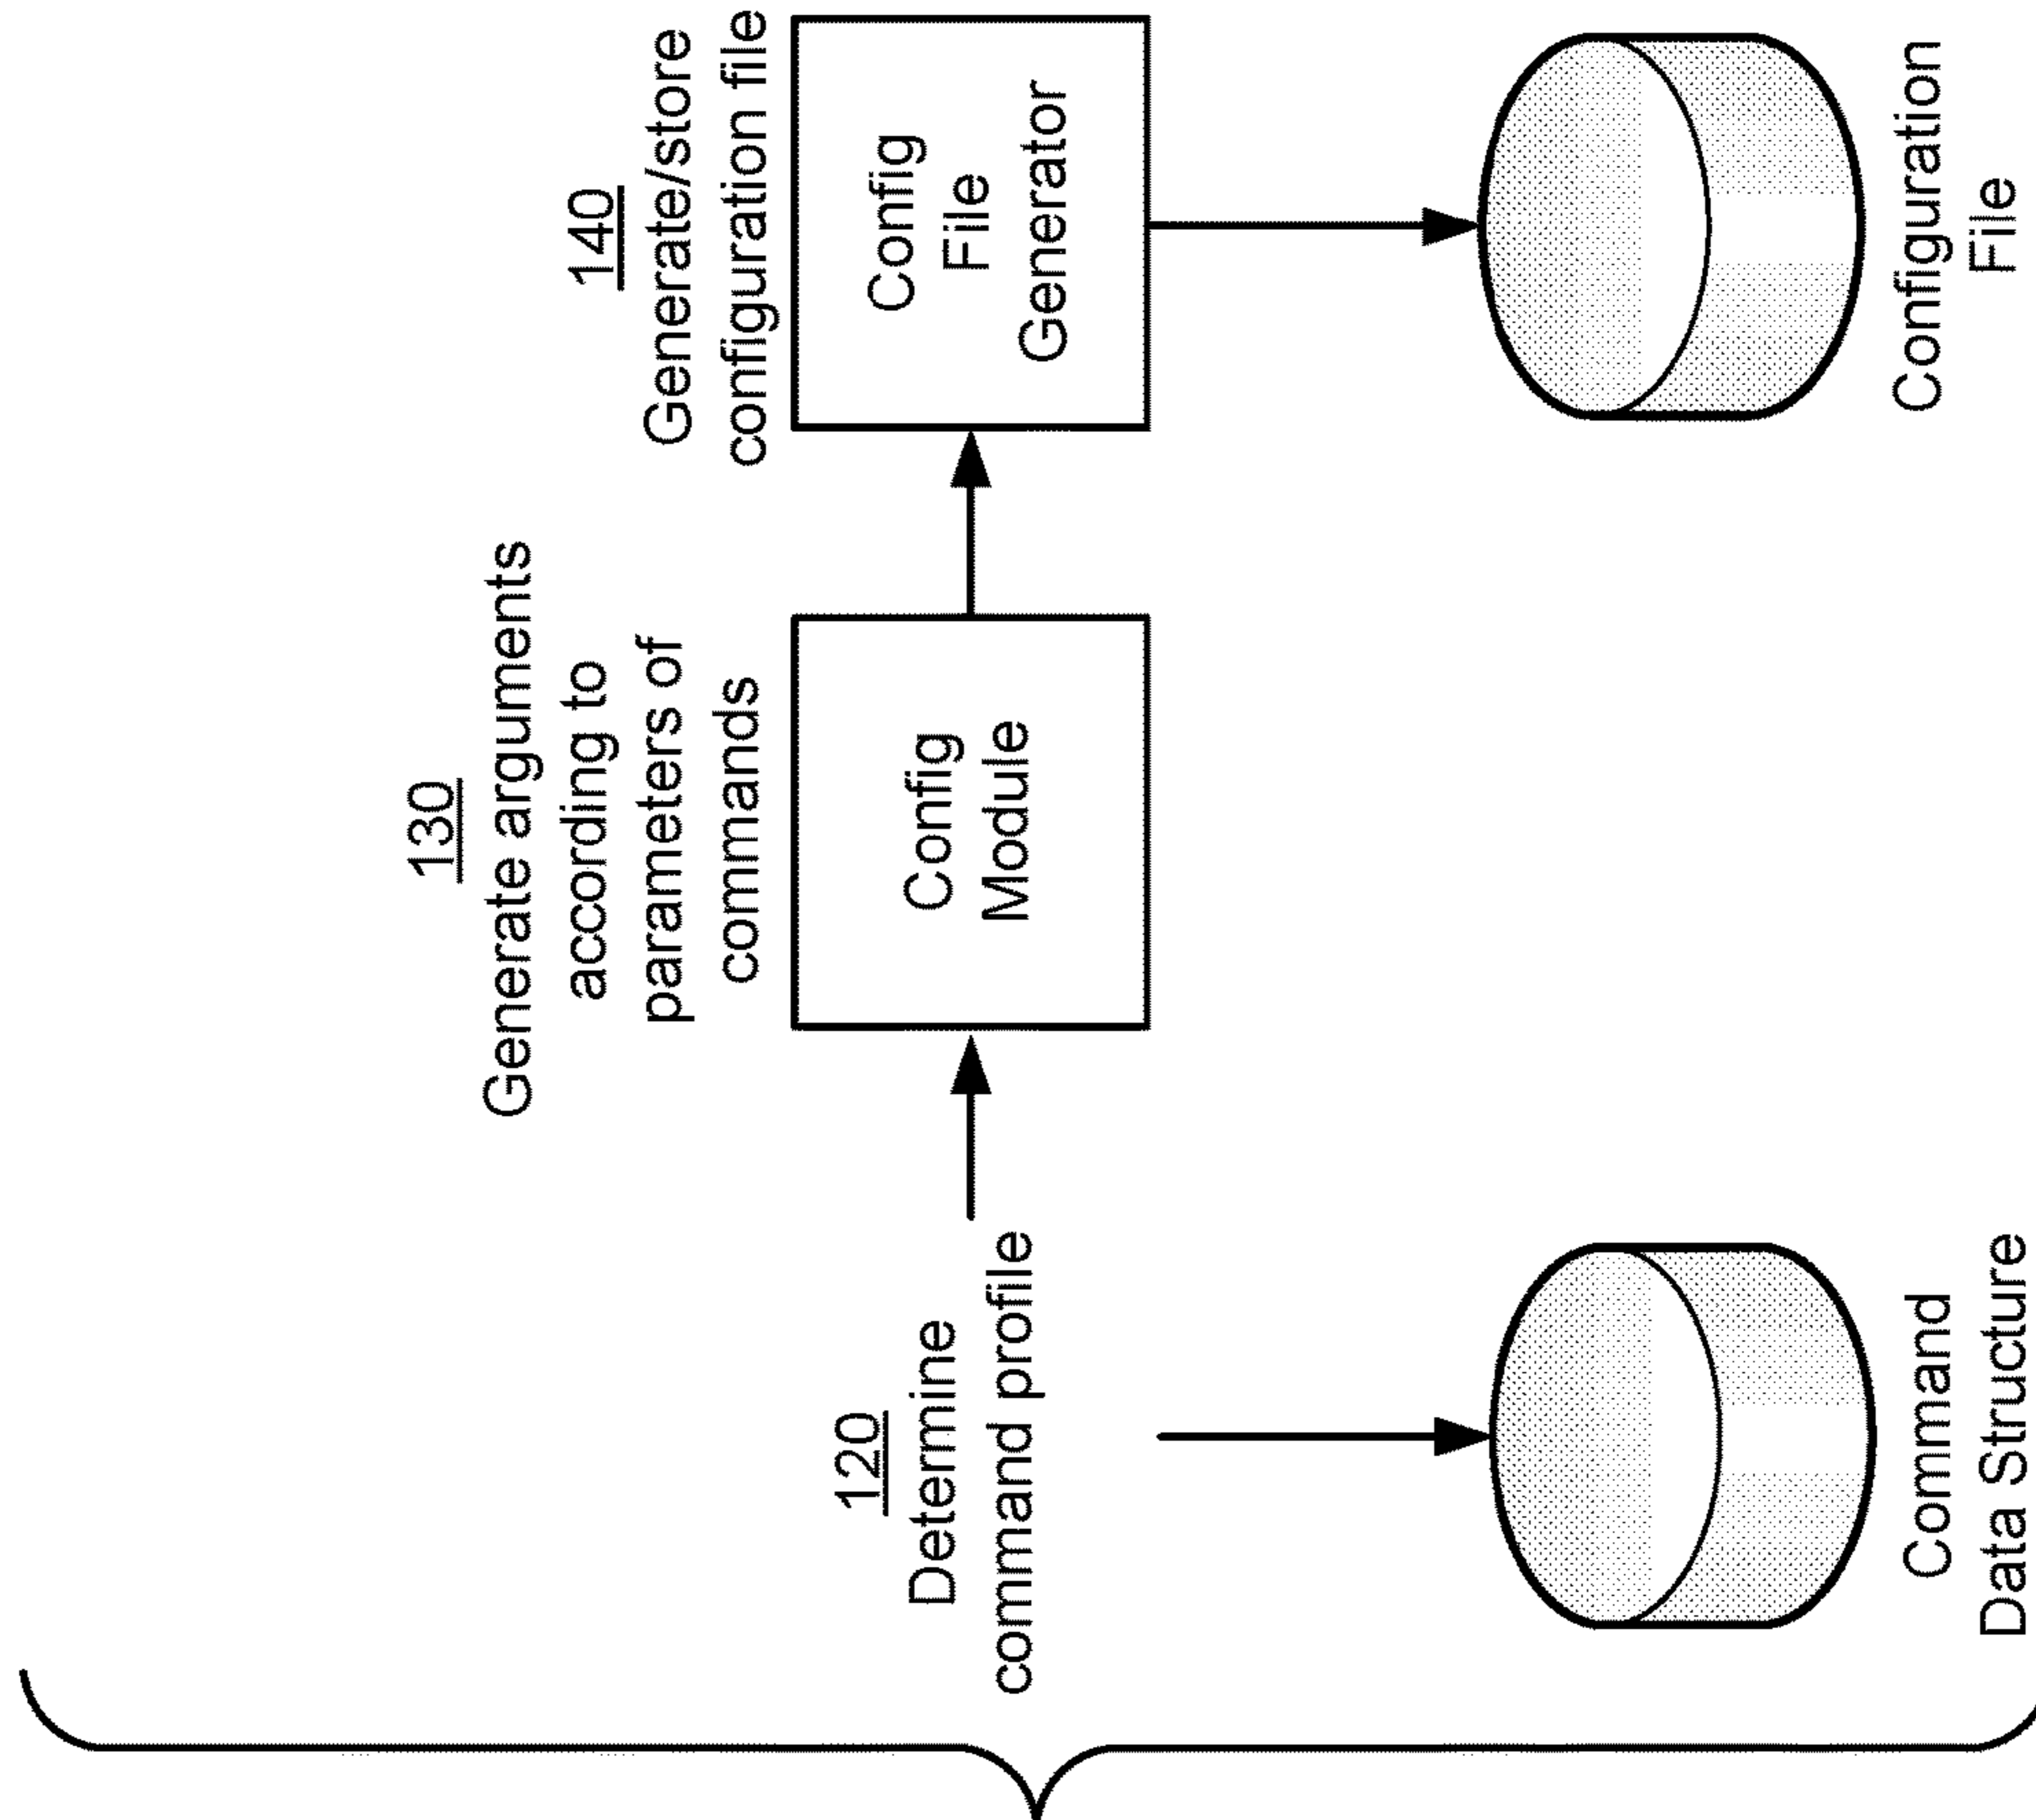 120
Determine
command profile
Command
Data Structure
130
Generate arguments
according to
parameters of
commands
Config
Module
140
Generate/store
configuration file
Config
File
Generator
Configuration
File